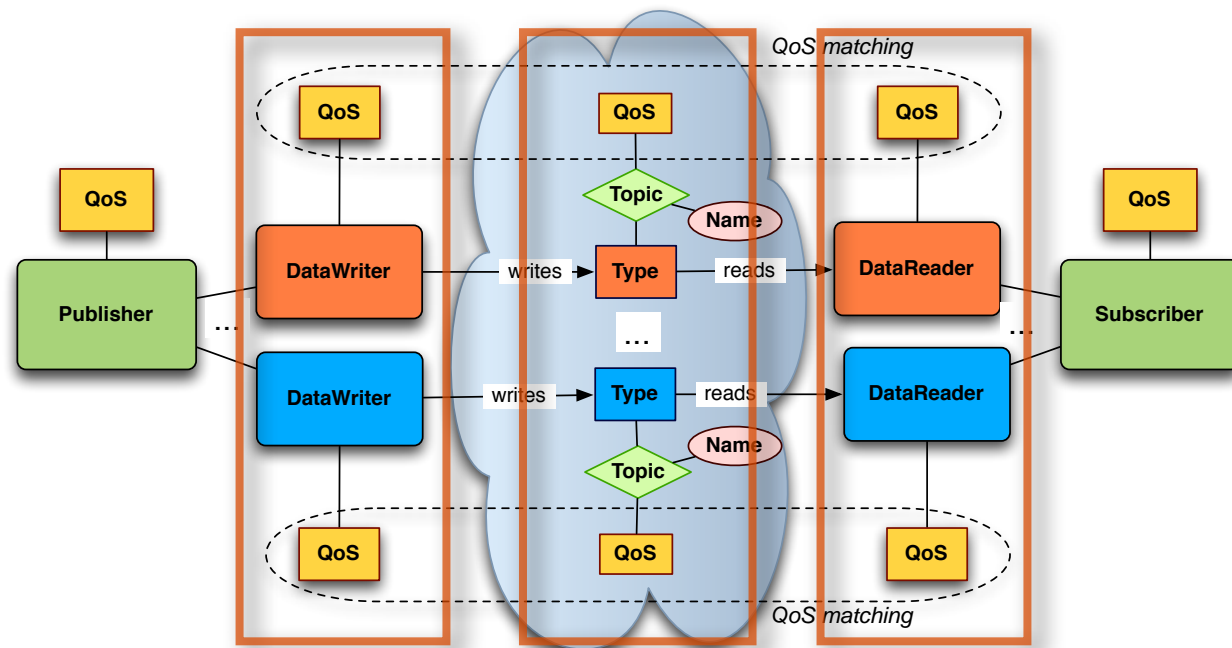 QoS matching
QoS
QoS
QoS
QoS
QoS
Topic
Name
DataWriter
writes
Type
reads
DataReader
Publisher
...
...
...
Subscriber
DataWriter
writes
Type
reads
DataReader
Name
Topic
QoS
QoS
QoS
QoS matching